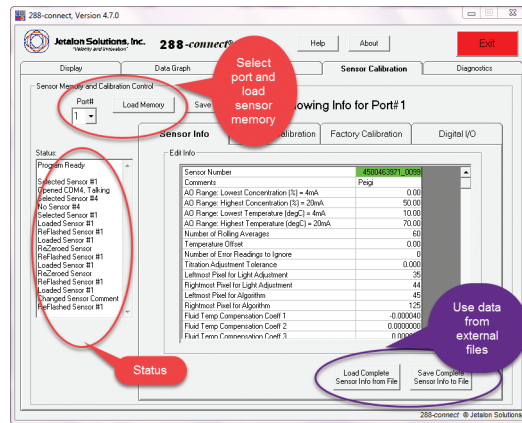 288-connect, Version 4.7.0
Jetalon Solutions, Inc.
"Velocity and Innovation"
288-connect®
Help
About
Exit
Display
Data Graph
Sensor Calibration
Diagnostics
Sensor Memory and Calibration Control
Port#
1
Load Memory
Save
Select
port and
load
sensor
memory
owing Info for Port#1
Sensor Info
Calibration
Factory Calibration
Digital I/O
Status:
Program Ready
Selected Sensor #1
Opened COM4, Talking
Selected Sensor #4
No Sensor #4
Selected Sensor #1
Loaded Sensor #1
ReFlashed Sensor #1
Loaded Sensor #1
ReZeroed Sensor
ReFlashed Sensor #1
Loaded Sensor #1
ReZeroed Sensor
ReFlashed Sensor #1
Loaded Sensor #1
Changed Sensor Comment
ReFlashed Sensor #1
Status
Edit Info
Sensor Number 4500463971_0099
Comments Peigi
AO Range: Lowest Concentration (%) = 4mA 0.00
AO Range: Highest Concentration (%) = 20mA 50.00
AO Range: Lowest Temperature (degC) = 4mA 10.00
AO Range: Highest Temperature (degC) = 20mA 70.00
Number of Rolling Averages 60
Temperature Offset 0.00
Number of Error Readings to Ignore 0
Titration Adjustment Tolerance 0.000
Leftmost Pixel for Light Adjustment 35
Rightmost Pixel for Light Adjustment 44
Leftmost Pixel for Algorithm 45
Rightmost Pixel for Algorithm 125
Fluid Temp Compensation Coeff 1 -0.000040
Fluid Temp Compensation Coeff 2 0.0000000
Fluid Temp Compensation Coeff 3
Use data
from
external
files
Load Complete
Sensor Info from File
Save Complete
Sensor Info to File
288-connect © Jetalon Solutions